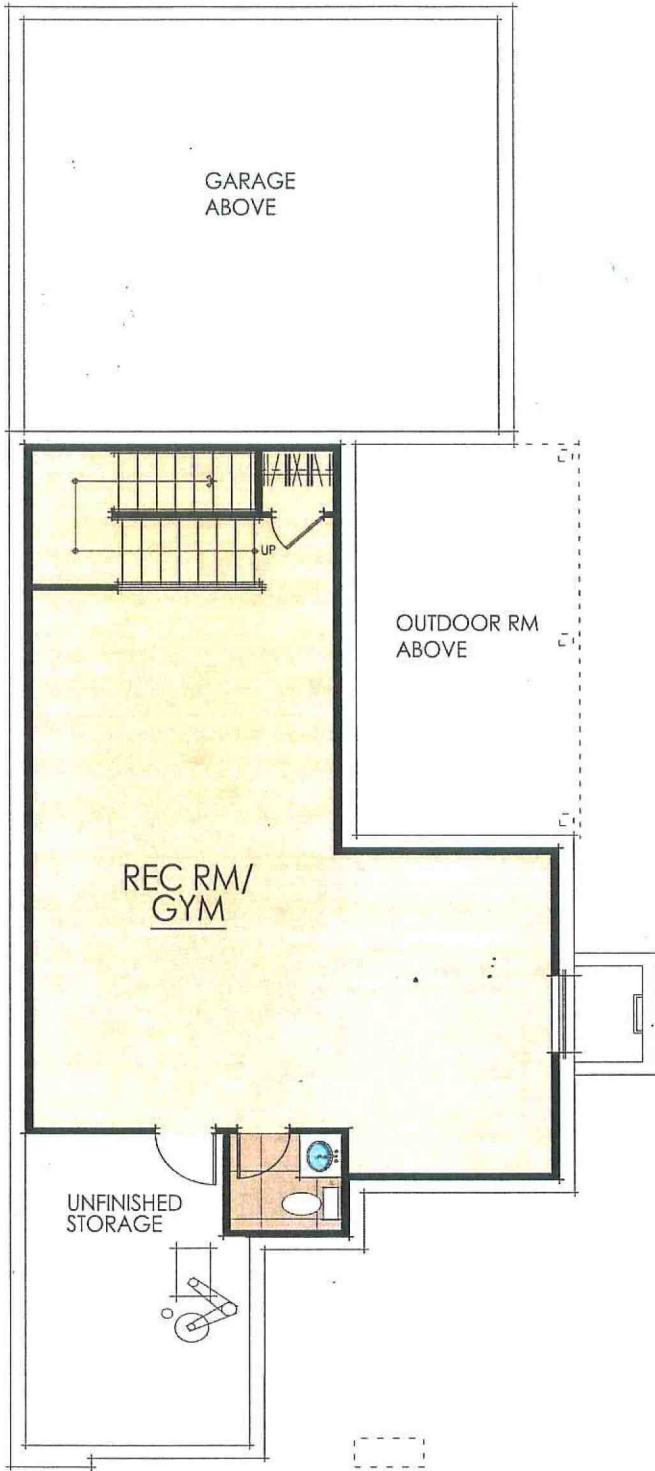 GARAGE
ABOVE
UP
OUTDOOR RM
ABOVE
REC RM/
GYM
UNFINISHED
STORAGE